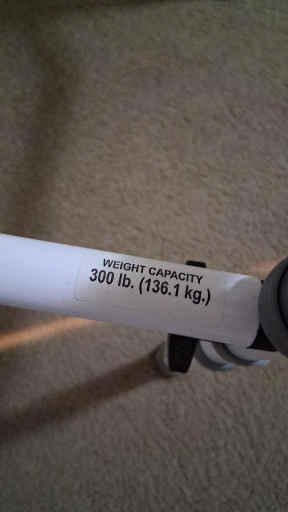 WEIGHT CAPACITY
300 lb. (136.1 kg.)